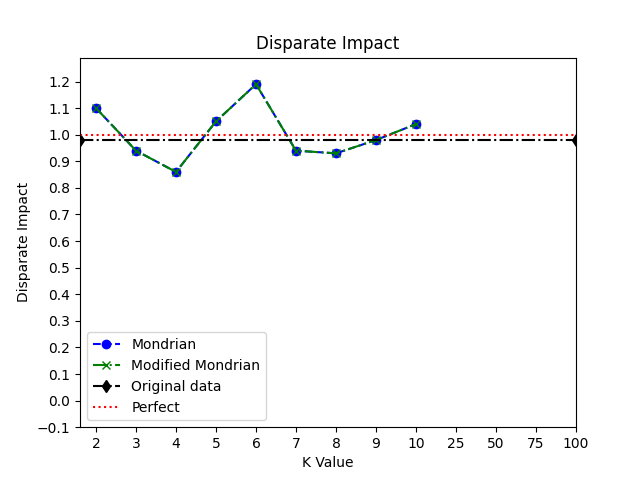 Disparate Impact
Disparate Impact
1.2
1.1
1.0
0.9
0.8
0.7
0.6
0.5
0.4
0.3
0.2
0.1
0.0
−0.1
Mondrian
Modified Mondrian
Original data
Perfect
2 3 4 5 6 7 8 9 10 25 50 75 100
K Value